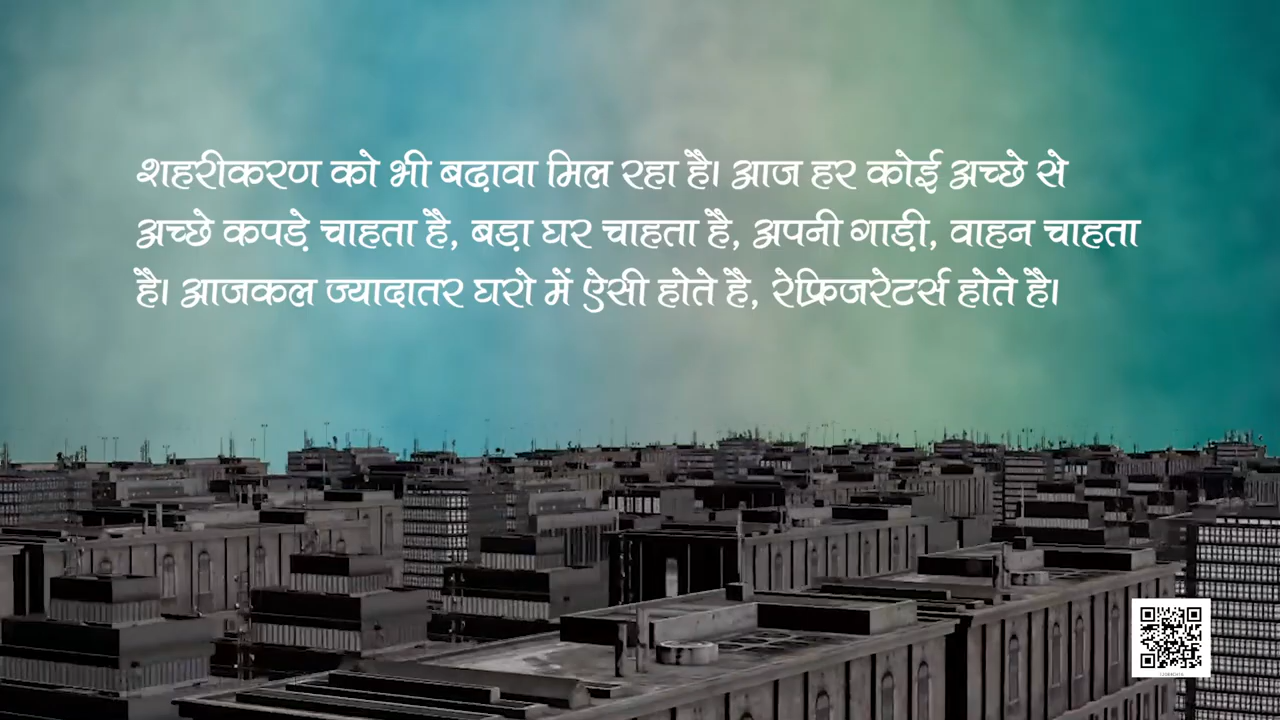 शहरीकरण को भी बढ़ावा मिल रहा है। आज हर कोई अच्छे से
अच्छे कपड़े चाहता है, बड़ा घर चाहता है, अपनी गाड़ी, वाहन चाहता
है। आजकल ज्यादातर घरो में ऐसी होते है, रेफ्रिजरेटर्स होते है।